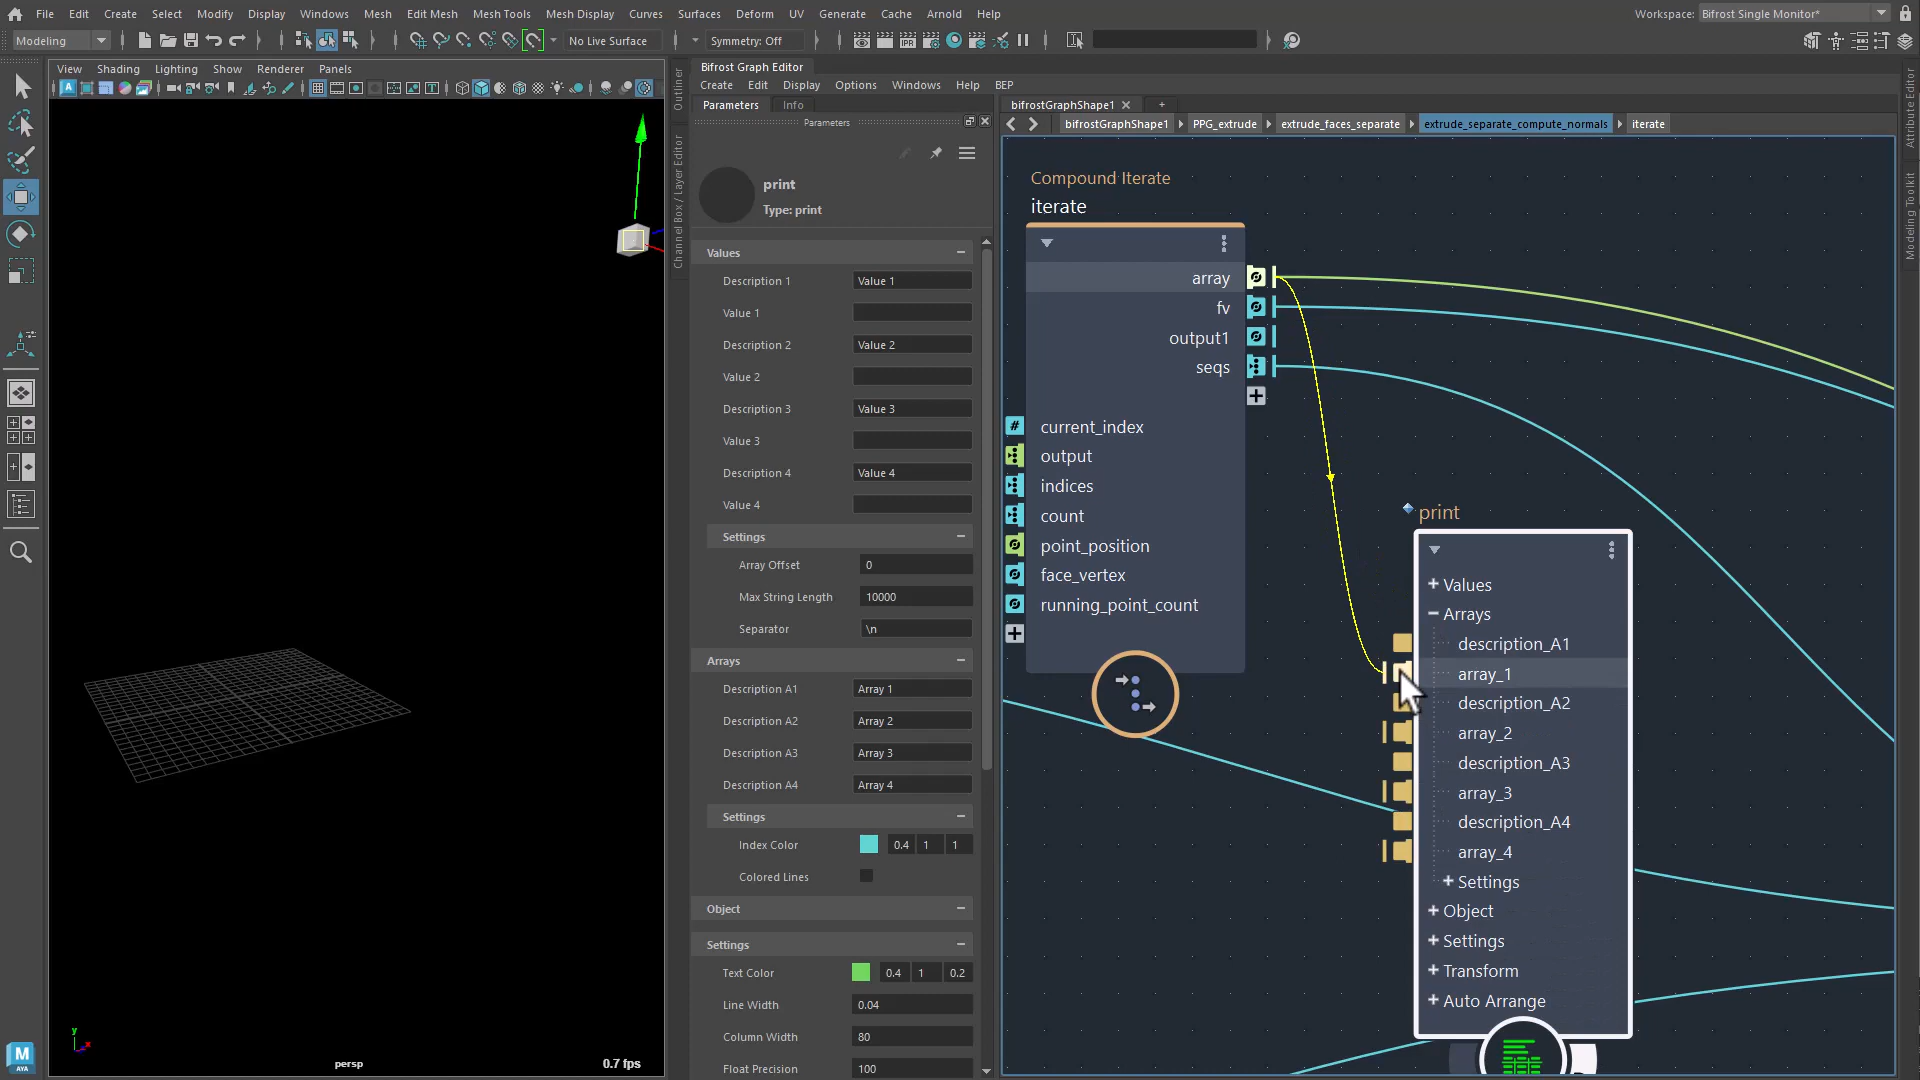 File Edit Create Select Modify Display Windows Mesh Edit Mesh Mesh Tools Mesh Display Curves Surfaces Deform UV Generate Cache Arnold Help Workspace: Bifrost Single Monitor*
Modeling No Live Surface Symmetry: Off IPR
View Shading Lighting Show Renderer Panels
persp
0.7 fps
y
x
M
AYA
Outliner
Channel Box / Layer Editor
Bifrost Graph Editor
Create Edit Display Options Windows Help BEP
Parameters Info
Parameters
print
Type: print
Values
Description 1 Value 1
Value 1
Description 2 Value 2
Value 2
Description 3 Value 3
Value 3
Description 4 Value 4
Value 4
Settings
Array Offset 0
Max String Length 10000
Separator \n
Arrays
Description A1 Array 1
Description A2 Array 2
Description A3 Array 3
Description A4 Array 4
Settings
Index Color 0.4 1 1
Colored Lines
Object
Settings
Text Color 0.4 1 0.2
Line Width 0.04
Column Width 80
Float Precision 100
bifrostGraphShape1
bifrostGraphShape1 PPG_extrude extrude_faces_separate extrude_separate_compute_normals iterate
Compound Iterate
iterate
array
fv
output1
seqs
current_index
output
indices
count
point_position
face_vertex
running_point_count
print
Values
Arrays
description_A1
array_1
description_A2
array_2
description_A3
array_3
description_A4
array_4
Settings
Object
Settings
Transform
Auto Arrange
Attribute Editor
Modeling Toolkit